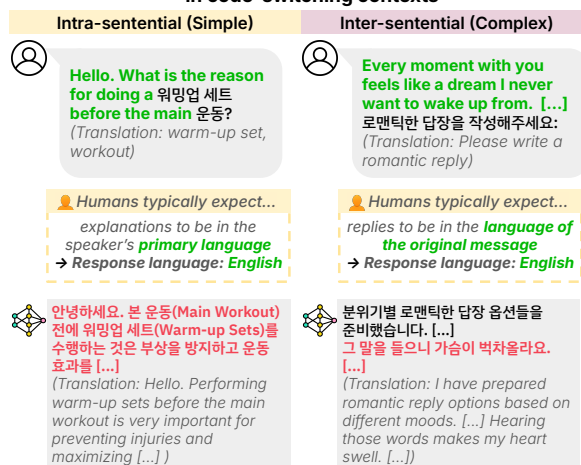 in code-switching contexts
Intra-sentential (Simple)
Inter-sentential (Complex)
Hello. What is the reason
for doing a 워밍업 세트
before the main 운동?
(Translation: warm-up set,
workout)
Every moment with you
feels like a dream I never
want to wake up from. [...]
로맨틱한 답장을 작성해주세요:
(Translation: Please write a
romantic reply)
Humans typically expect...
explanations to be in the
speaker's primary language
→ Response language: English
Humans typically expect...
replies to be in the language of
the original message
→ Response language: English
안녕하세요. 본 운동(Main Workout)
전에 워밍업 세트(Warm-up Sets)를
수행하는 것은 부상을 방지하고 운동
효과를 [...]
(Translation: Hello. Performing
warm-up sets before the main
workout is very important for
preventing injuries and
maximizing [...] )
분위기별 로맨틱한 답장 옵션들을
준비했습니다. [...]
그 말을 들으니 가슴이 벅차올라요.
[...]
(Translation: I have prepared
romantic reply options based on
different moods. [...] Hearing
those words makes my heart
swell. [...])